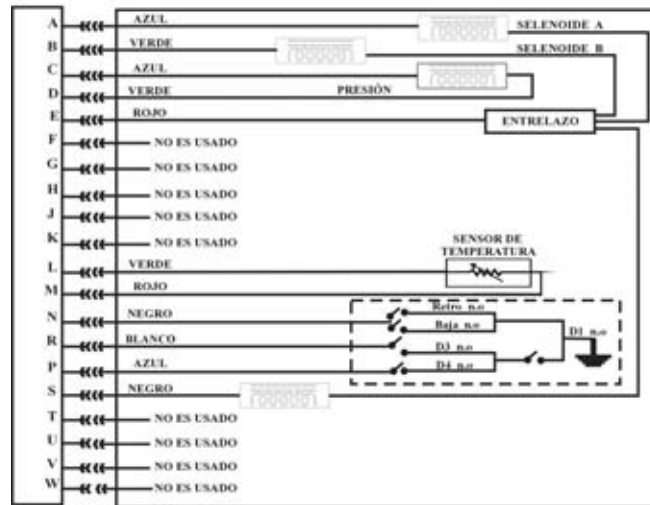 A AZUL SELENOIDE A
B VERDE SELENOIDE B
C AZUL
D VERDE PRESIÓN
E ROJO ENTRELAZO
F NO ES USADO
G NO ES USADO
H NO ES USADO
J NO ES USADO
K NO ES USADO
SENSOR DE
TEMPERATURA
L VERDE
M ROJO
Retro n.o
N NEGRO
Baja n.o D1 n.o
R BLANCO
D3 n.o
P AZUL
D4 n.o
S NEGRO
T NO ES USADO
U NO ES USADO
V NO ES USADO
W NO ES USADO